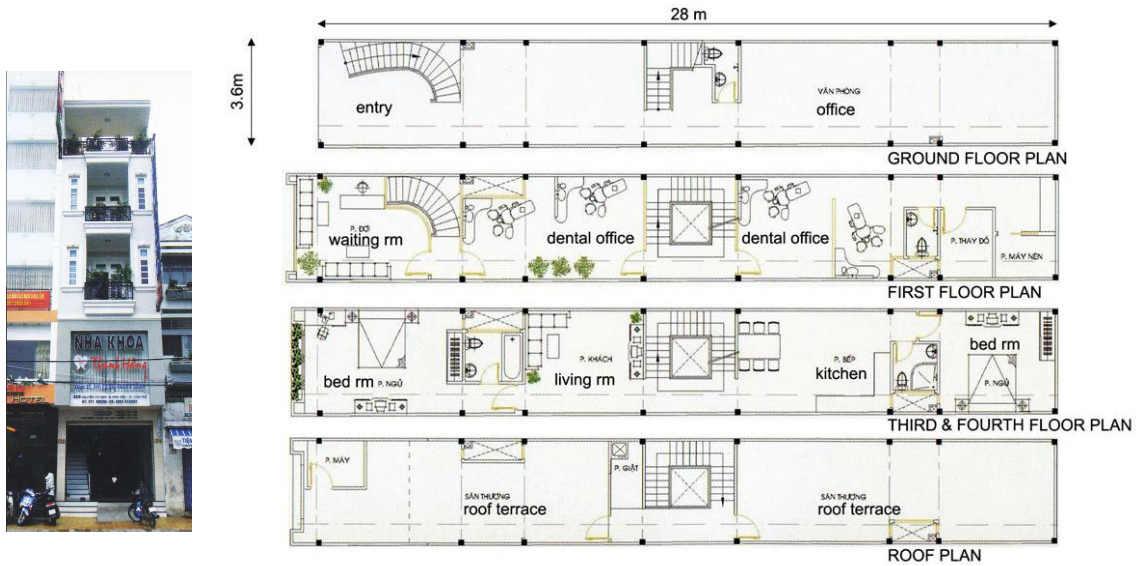 28 m
3.6m
entry
VĂN PHÒNG
office
GROUND FLOOR PLAN
P. ĐỢI
waiting rm
dental office
dental office
P. THAY ĐỒ
P. MÁY NÉN
FIRST FLOOR PLAN
bed rm
P. NGỦ
P. KHÁCH
living rm
P. BẾP
kitchen
bed rm
P. NGỦ
THIRD & FOURTH FLOOR PLAN
P. MÁY
SÂN THƯỢNG
roof terrace
P. GIẶT
SÂN THƯỢNG
roof terrace
ROOF PLAN
NHA KHOA
HOTEL